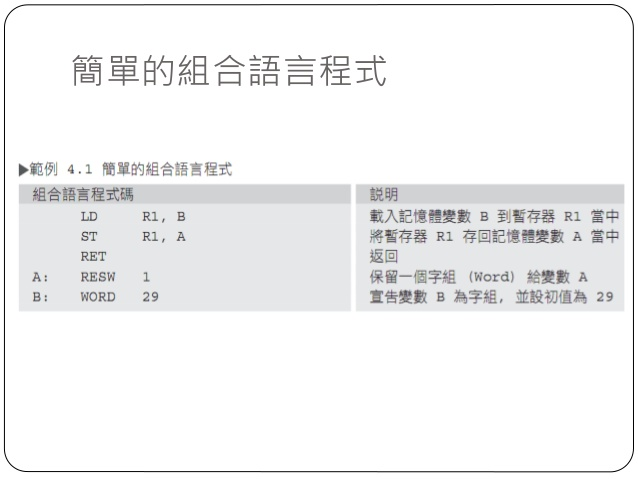 簡單的組合語言程式
▶範例 4.1 簡單的組合語言程式
組合語言程式碼 說明
LD R1, B 載入記憶體變數 B 到暫存器 R1 當中
ST R1, A 將暫存器 R1 存回記憶體變數 A 當中
RET 返回
A: RESW 1 保留一個字組 (Word) 給變數 A
B: WORD 29 宣告變數 B 為字組, 並設初值為 29